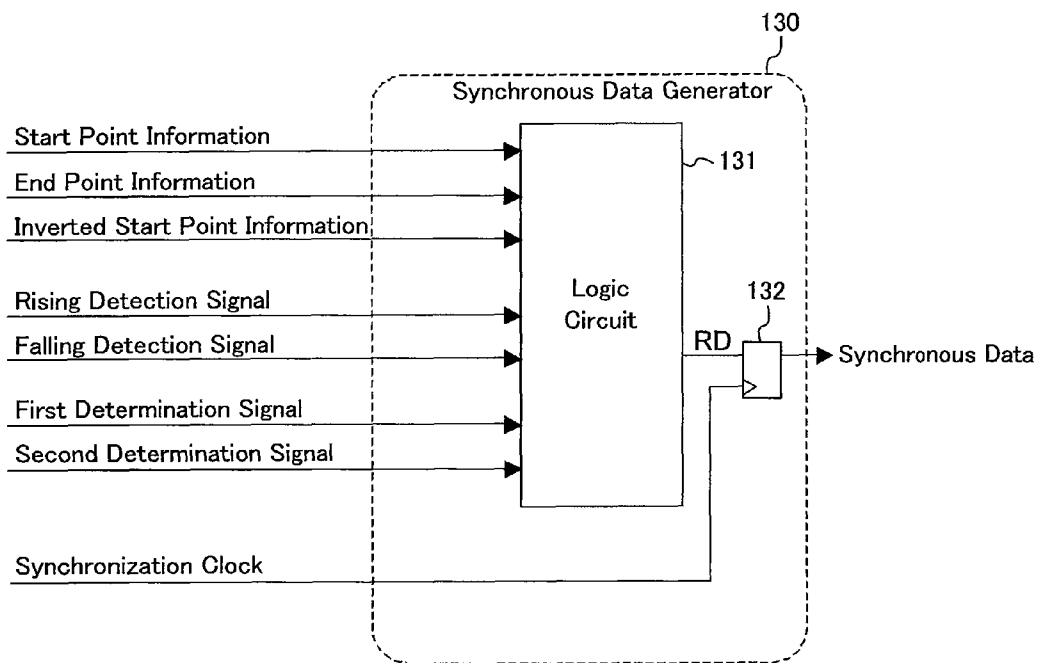 130
Synchronous Data Generator
Start Point Information
131
End Point Information
Inverted Start Point Information
Logic
Circuit
Rising Detection Signal
132
Falling Detection Signal
RD
Synchronous Data
First Determination Signal
Second Determination Signal
Synchronization Clock